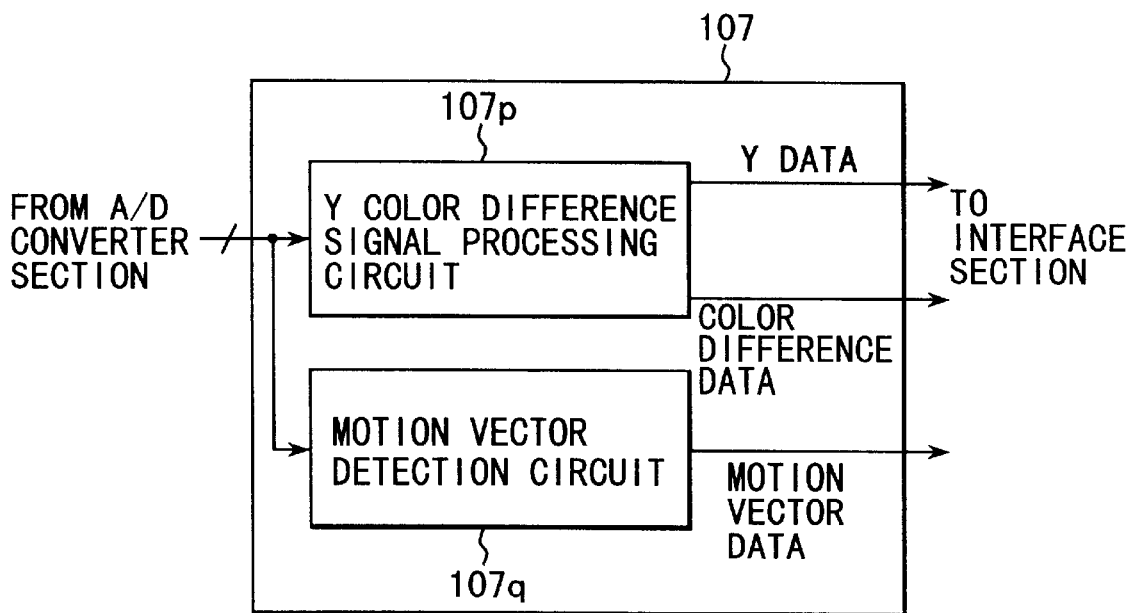 107
107p
Y DATA
FROM A/D
CONVERTER
SECTION
Y COLOR DIFFERENCE
SIGNAL PROCESSING
CIRCUIT
TO
INTERFACE
SECTION
COLOR
DIFFERENCE
DATA
MOTION VECTOR
DETECTION CIRCUIT
MOTION
VECTOR
DATA
107q